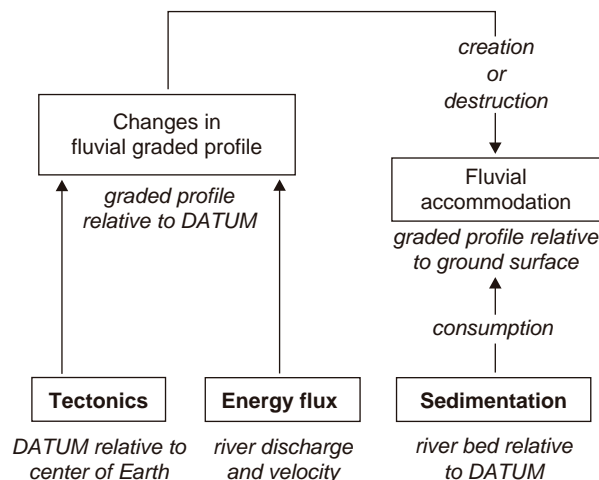 creation
or
destruction
Changes in
fluvial graded profile
graded profile
relative to DATUM
Fluvial
accommodation
graded profile relative
to ground surface
consumption
Tectonics
DATUM relative to
center of Earth
Energy flux
river discharge
and velocity
Sedimentation
river bed relative
to DATUM